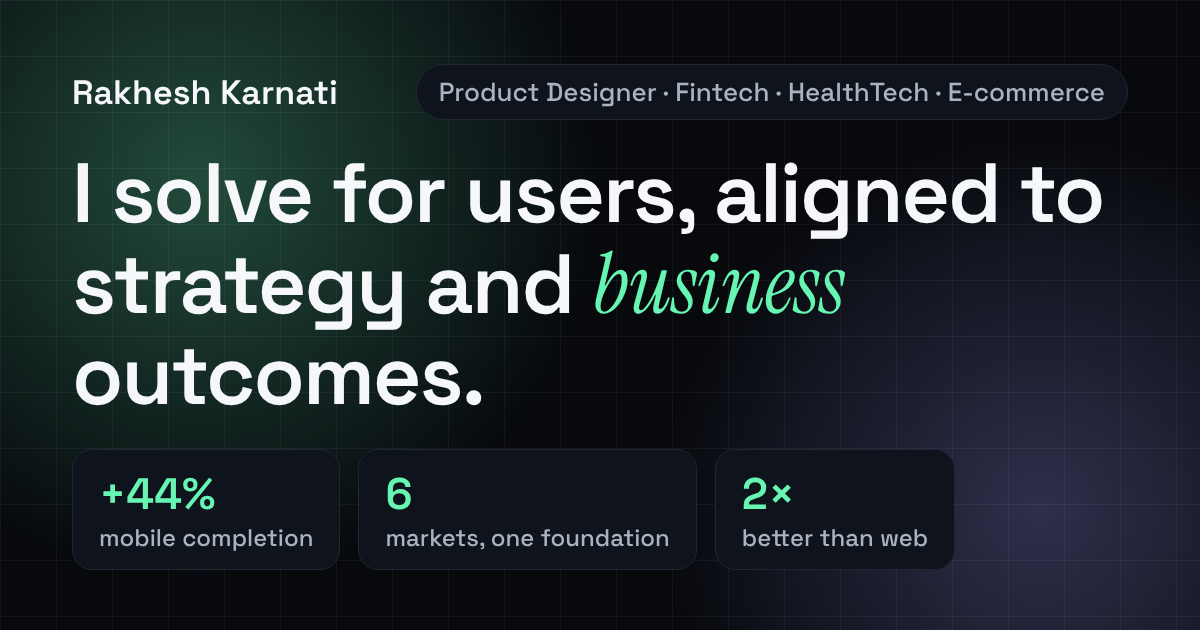 Rakhesh Karnati
Product Designer · Fintech · HealthTech · E-commerce
I solve for users, aligned to
strategy and business
outcomes.
+44%
mobile completion
6
markets, one foundation
2×
better than web